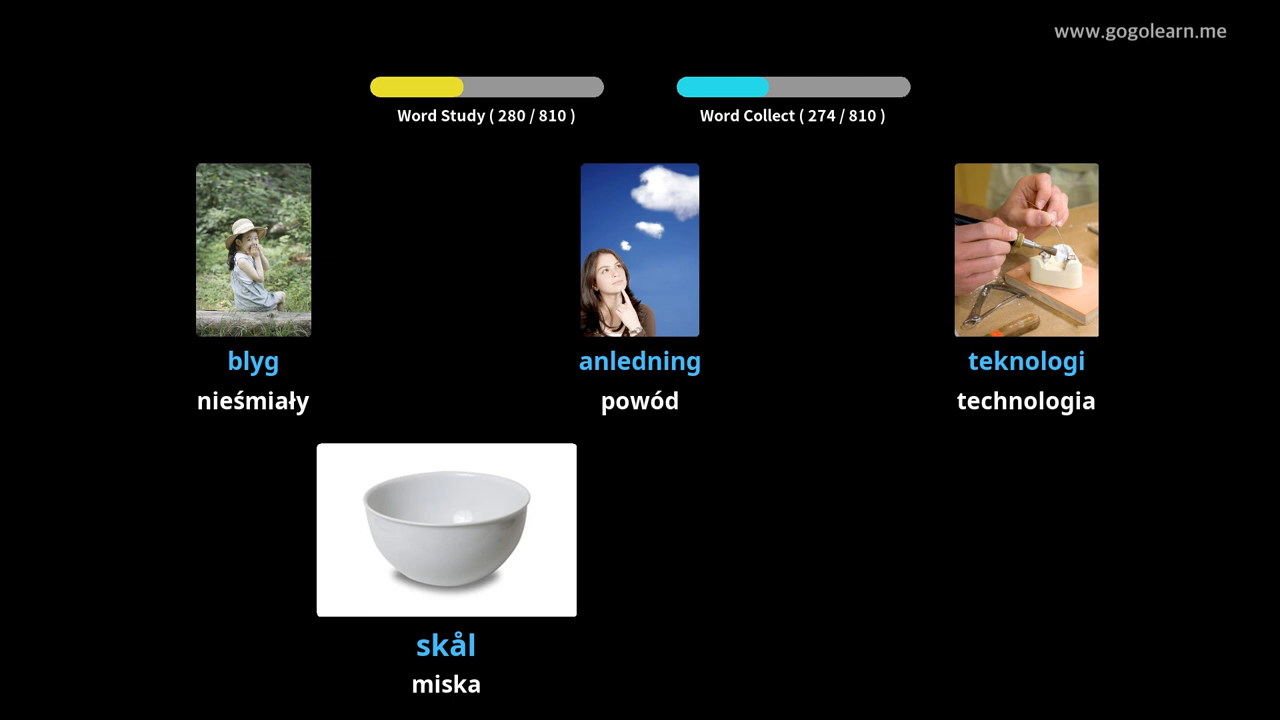 www.gogolearn.me
Word Study ( 280 / 810 )
Word Collect ( 274 / 810 )
blyg
anledning
teknologi
nieśmiały
powód
technologia
skål
miska